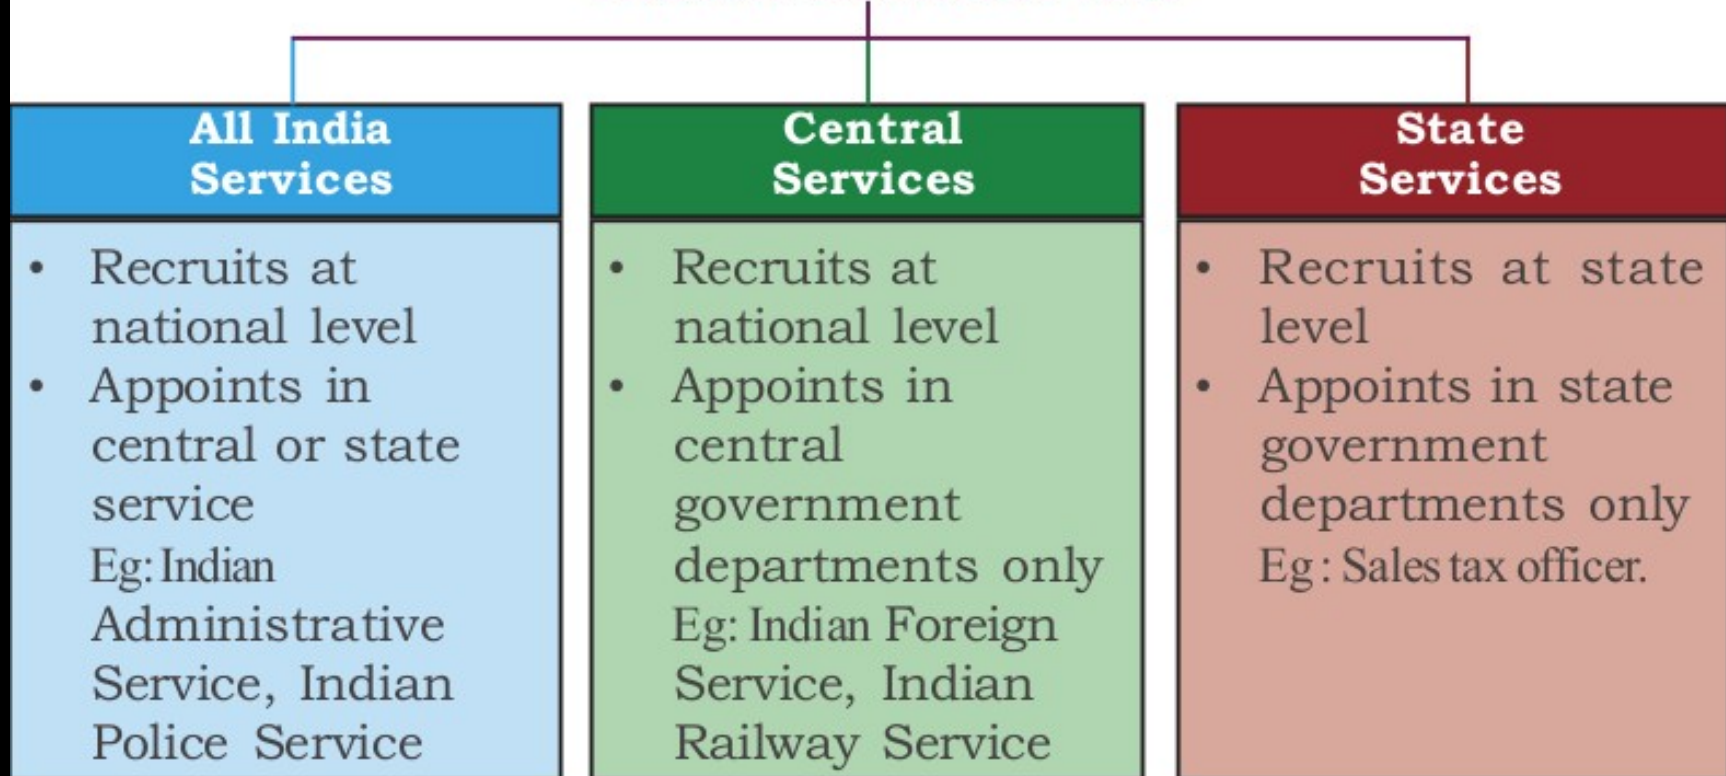 All India
Services
• Recruits at
national level
• Appoints in
central or state
service
Eg: Indian
Administrative
Service, Indian
Police Service
Central
Services
• Recruits at
national level
• Appoints in
central
government
departments only
Eg: Indian Foreign
Service, Indian
Railway Service
State
Services
• Recruits at state
level
• Appoints in state
government
departments only
Eg : Sales tax officer.